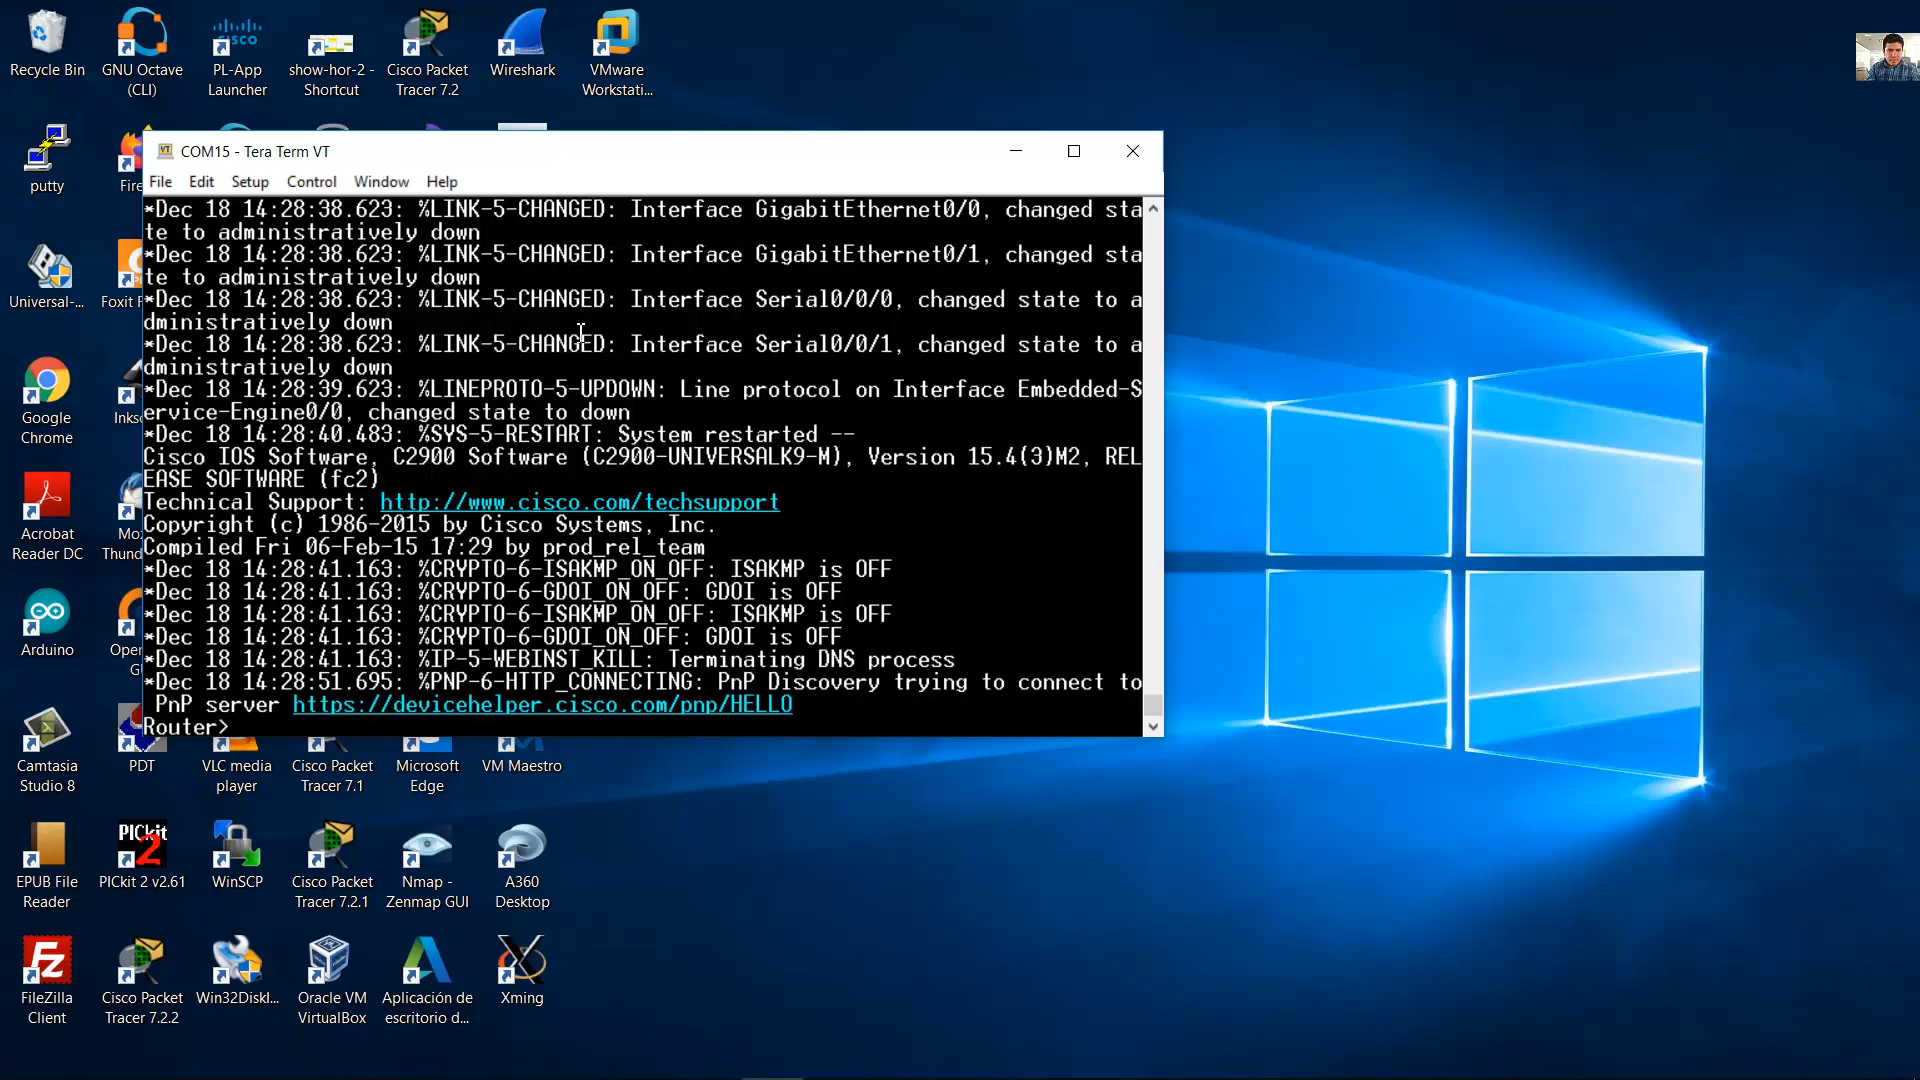 Recycle Bin
GNU Octave
(CLI)
cisco
PL-App
Launcher
show-hor-2 -
Shortcut
Cisco Packet
Tracer 7.2
Wireshark
VMware
Workstati...
putty
Fire
Universal-...
Foxit
Google
Chrome
Inks
Acrobat
Reader DC
Mo
Thund
Arduino
Open
COM15 - Tera Term VT
File Edit Setup Control Window Help
*Dec 18 14:28:38.623: %LINK-5-CHANGED: Interface GigabitEthernet0/0, changed sta
te to administratively down
*Dec 18 14:28:38.623: %LINK-5-CHANGED: Interface GigabitEthernet0/1, changed sta
te to administratively down
*Dec 18 14:28:38.623: %LINK-5-CHANGED: Interface Serial0/0/0, changed state to a
dministratively down
*Dec 18 14:28:38.623: %LINK-5-CHANGED: Interface Serial0/0/1, changed state to a
dministratively down
*Dec 18 14:28:39.623: %LINEPROTO-5-UPDOWN: Line protocol on Interface Embedded-S
ervice-Engine0/0, changed state to down
*Dec 18 14:28:40.483: %SYS-5-RESTART: System restarted --
Cisco IOS Software, C2900 Software (C2900-UNIVERSALK9-M), Version 15.4(3)M2, REL
EASE SOFTWARE (fc2)
Technical Support: http://www.cisco.com/techsupport
Copyright (c) 1986-2015 by Cisco Systems, Inc.
Compiled Fri 06-Feb-15 17:29 by prod_rel_team
*Dec 18 14:28:41.163: %CRYPTO-6-ISAKMP_ON_OFF: ISAKMP is OFF
*Dec 18 14:28:41.163: %CRYPTO-6-GDOI_ON_OFF: GDOI is OFF
*Dec 18 14:28:41.163: %CRYPTO-6-ISAKMP_ON_OFF: ISAKMP is OFF
*Dec 18 14:28:41.163: %CRYPTO-6-GDOI_ON_OFF: GDOI is OFF
*Dec 18 14:28:41.163: %IP-5-WEBINST_KILL: Terminating DNS process
*Dec 18 14:28:51.695: %PNP-6-HTTP_CONNECTING: PnP Discovery trying to connect to
PnP server https://devicehelper.cisco.com/pnp/HELLO
Router>
Camtasia
Studio 8
PDT
VLC media
player
Cisco Packet
Tracer 7.1
Microsoft
Edge
VM Maestro
EPUB File
Reader
PICkit
2
PICkit 2 v2.61
WinSCP
Cisco Packet
Tracer 7.2.1
Nmap -
Zenmap GUI
A360
Desktop
FileZilla
Client
Cisco Packet
Tracer 7.2.2
Win32DiskI...
Oracle VM
VirtualBox
Aplicación de
escritorio d...
Xming